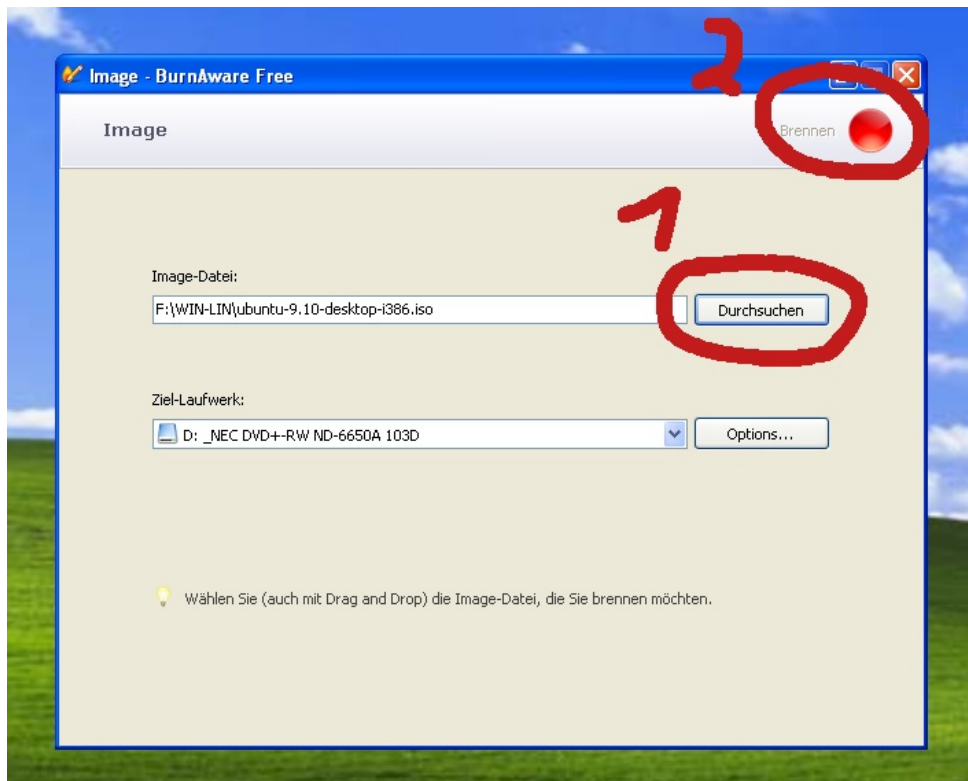 2
Image - BurnAware Free
Image
Brennen
1
Image-Datei:
F:\WIN-LIN\ubuntu-9.10-desktop-i386.iso
Durchsuchen
Ziel-Laufwerk:
D: _NEC DVD+-RW ND-6650A 103D
Options...
Wählen Sie (auch mit Drag and Drop) die Image-Datei, die Sie brennen möchten.